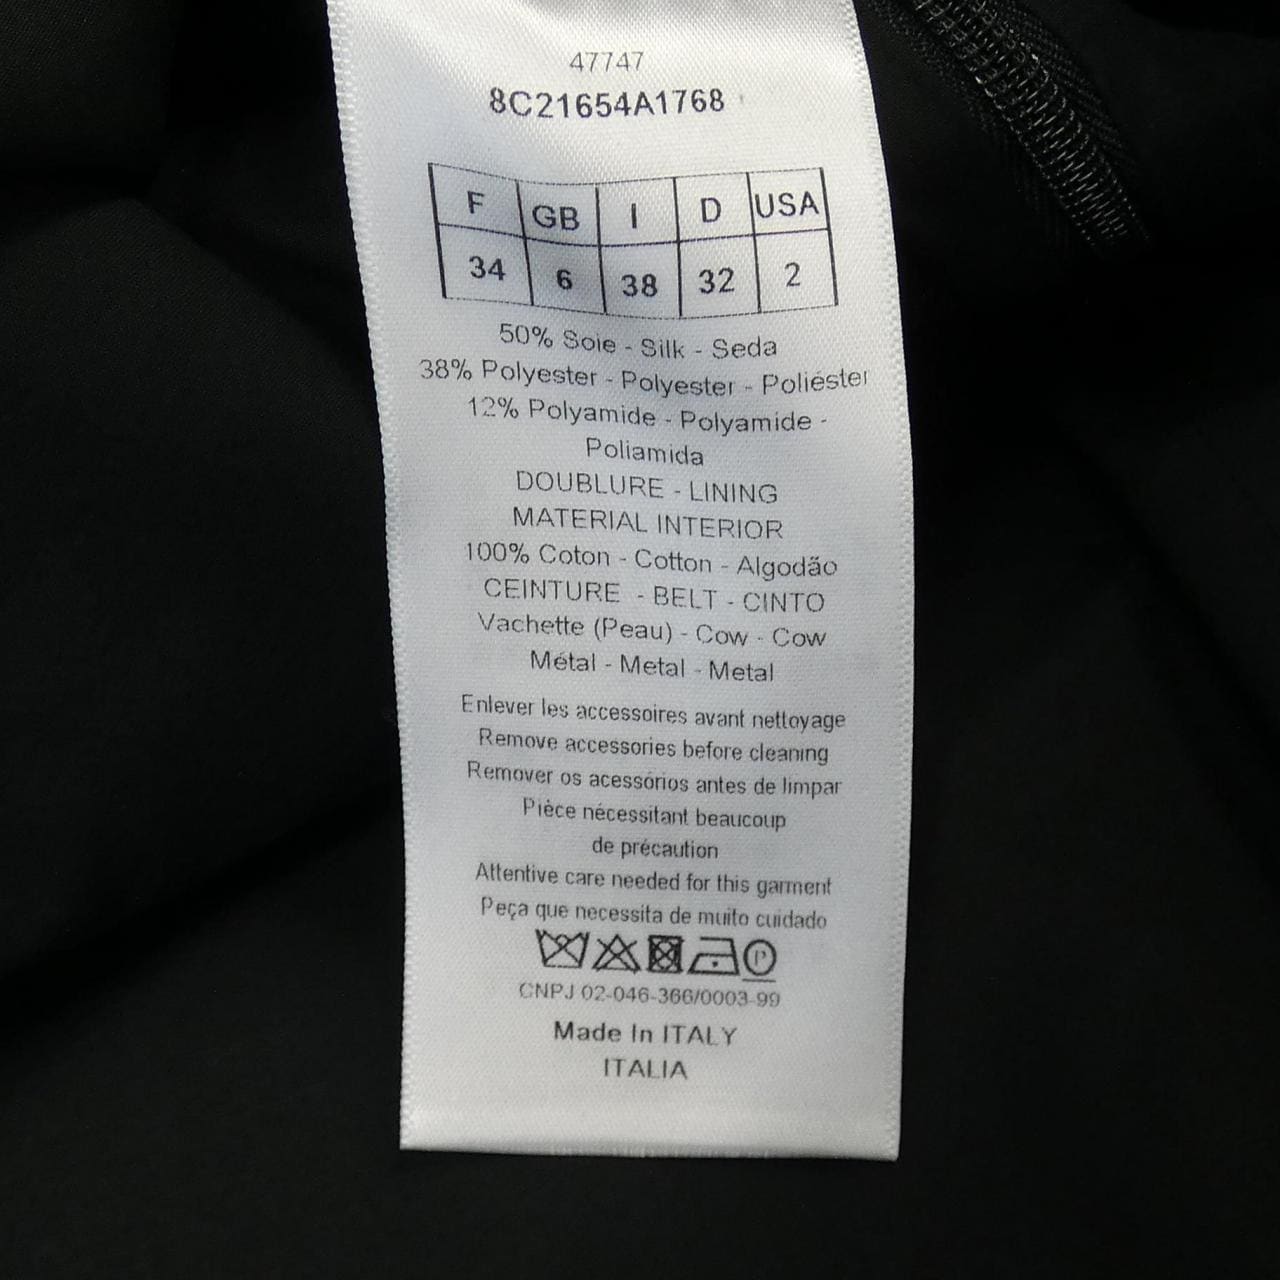 47747
8C21654A1768
F GB I D USA
34 6 38 32 2
50% Soie - Silk - Seda
38% Polyester - Polyester - Poliéster
12% Polyamide - Polyamide -
Poliamida
DOUBLURE - LINING
MATERIAL INTERIOR
100% Coton - Cotton - Algodão
CEINTURE - BELT - CINTO
Vachette (Peau) - Cow - Cow
Métal - Metal - Metal
Enlever les accessoires avant nettoyage
Remove accessories before cleaning
Remover os acessórios antes de limpar
Pièce nécessitant beaucoup
de précaution
Attentive care needed for this garment
Peça que necessita de muito cuidado
P
CNPJ 02-046-366/0003-99
Made In ITALY
ITALIA